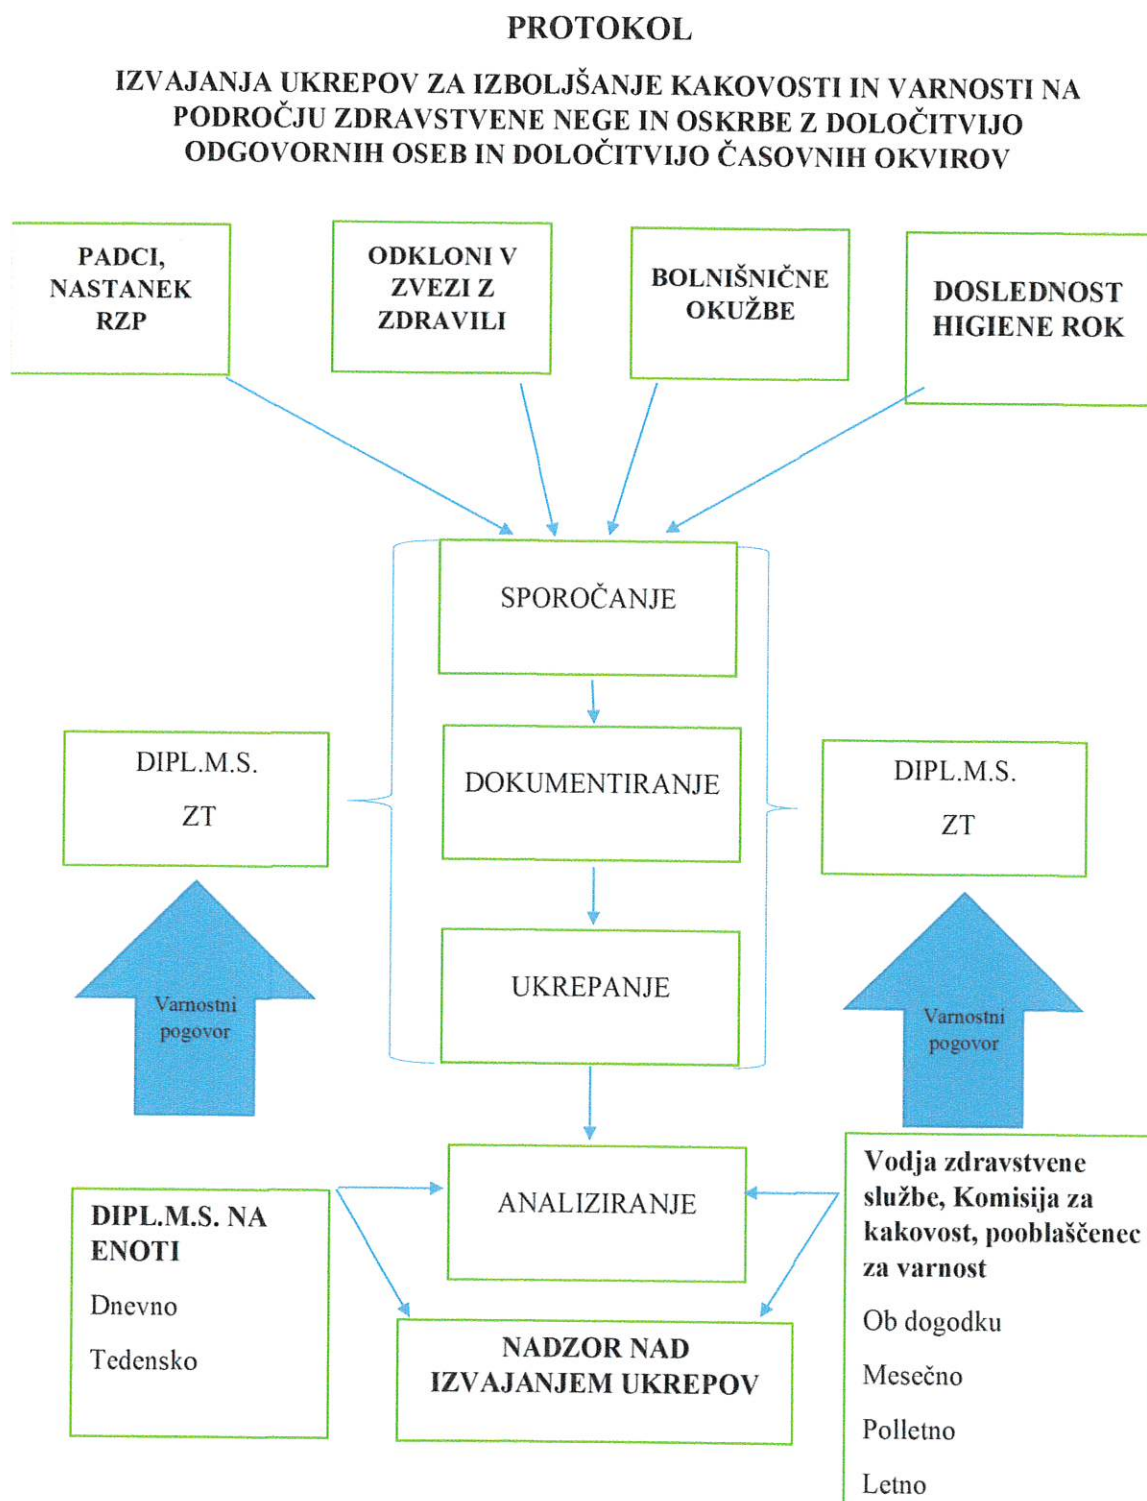 PROTOKOL
IZVAJANJA UKREPOV ZA IZBOLJŠANJE KAKOVOSTI IN VARNOSTI NA
PODROČJU ZDRAVSTVENE NEGE IN OSKRBE Z DOLOČITVIJO
ODGOVORNIH OSEB IN DOLOČITVIJO ČASOVNIH OKVIROV
PADCI,
NASTANEK
RZP
ODKLONI V
ZVEZI Z
ZDRAVILI
BOLNIŠNIČNE
OKUŽBE
DOSLEDNOST
HIGIENE ROK
SPOROČANJE
DIPL.M.S.
ZT
DOKUMENTIRANJE
DIPL.M.S.
ZT
UKREPANJE
Varnostni
pogovor
Varnostni
pogovor
ANALIZIRANJE
DIPL.M.S. NA
ENOTI
Dnevno
Tedensko
Vodja zdravstvene
službe, Komisija za
kakovost, pooblaščenec
za varnost
Ob dogodku
Mesečno
Polletno
Letno
NADZOR NAD
IZVAJANJEM UKREPOV